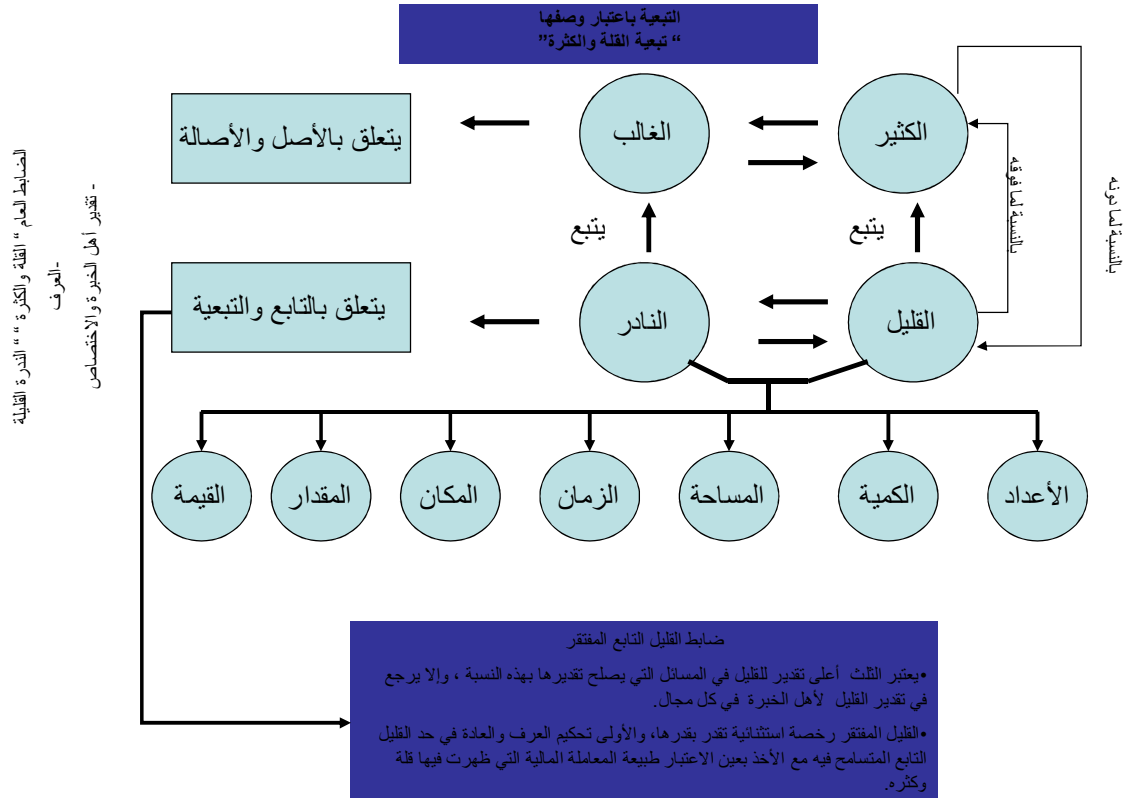 التبعية باعتبار وصفها
“ تبعية القلة والكثرة”
الكثير
الغالب
يتعلق بالأصل والأصالة
يتبع
يتبع
القليل
النادر
يتعلق بالتابع والتبعية
بالنسبة لما فوقه
بالنسبة لما دونه
الضابط العام “ القلة والكثرة “ “ الندرة القليلة
- تقدير أهل الخبرة والاختصاص
-العرف
الأعداد
الكمية
المساحة
الزمان
المكان
المقدار
القيمة
ضابط القليل التابع المفتقر
•يعتبر الثلث أعلى تقدير للقليل في المسائل التي يصلح تقديرها بهذه النسبة ، وإلا يرجع
في تقدير القليل لأهل الخبرة في كل مجال.
•القليل المفتقر رخصة استثنائية تقدر بقدرها، والأولى تحكيم العرف والعادة في حد القليل
التابع المتسامح فيه مع الأخذ بعين الاعتبار طبيعة المعاملة المالية التي ظهرت فيها قلة
وكثره.